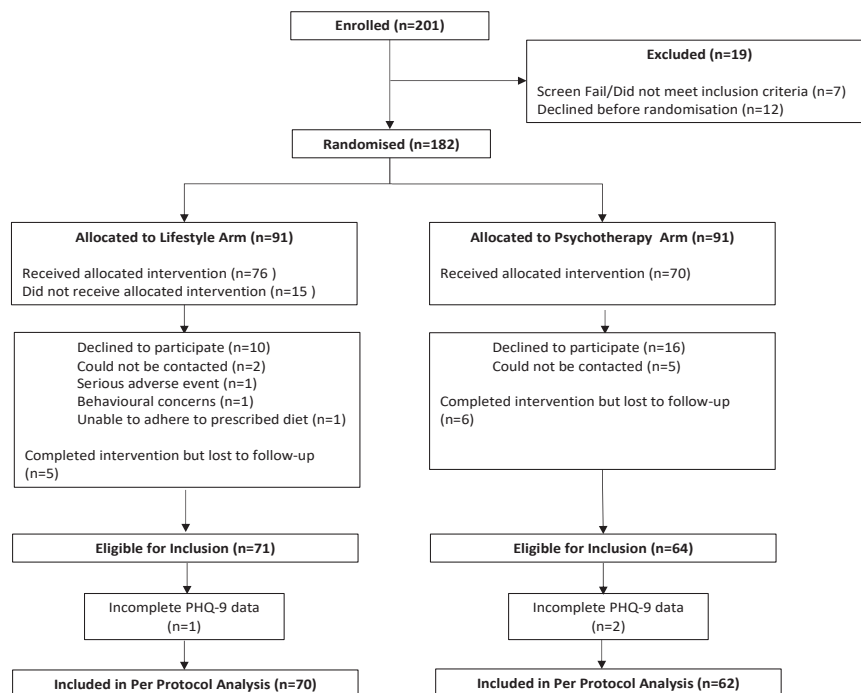 Enrolled (n=201)
Excluded (n=19)
Screen Fail/Did not meet inclusion criteria (n=7)
Declined before randomisation (n=12)
Randomised (n=182)
Allocated to Lifestyle Arm (n=91)
Received allocated intervention (n=76 )
Did not receive allocated intervention (n=15 )
Allocated to Psychotherapy Arm (n=91)
Received allocated intervention (n=70)
Declined to participate (n=10)
Could not be contacted (n=2)
Serious adverse event (n=1)
Behavioural concerns (n=1)
Unable to adhere to prescribed diet (n=1)
Completed intervention but lost to follow-up
(n=5)
Declined to participate (n=16)
Could not be contacted (n=5)
Completed intervention but lost to follow-up
(n=6)
Eligible for Inclusion (n=71)
Eligible for Inclusion (n=64)
Incomplete PHQ-9 data
(n=1)
Incomplete PHQ-9 data
(n=2)
Included in Per Protocol Analysis (n=70)
Included in Per Protocol Analysis (n=62)